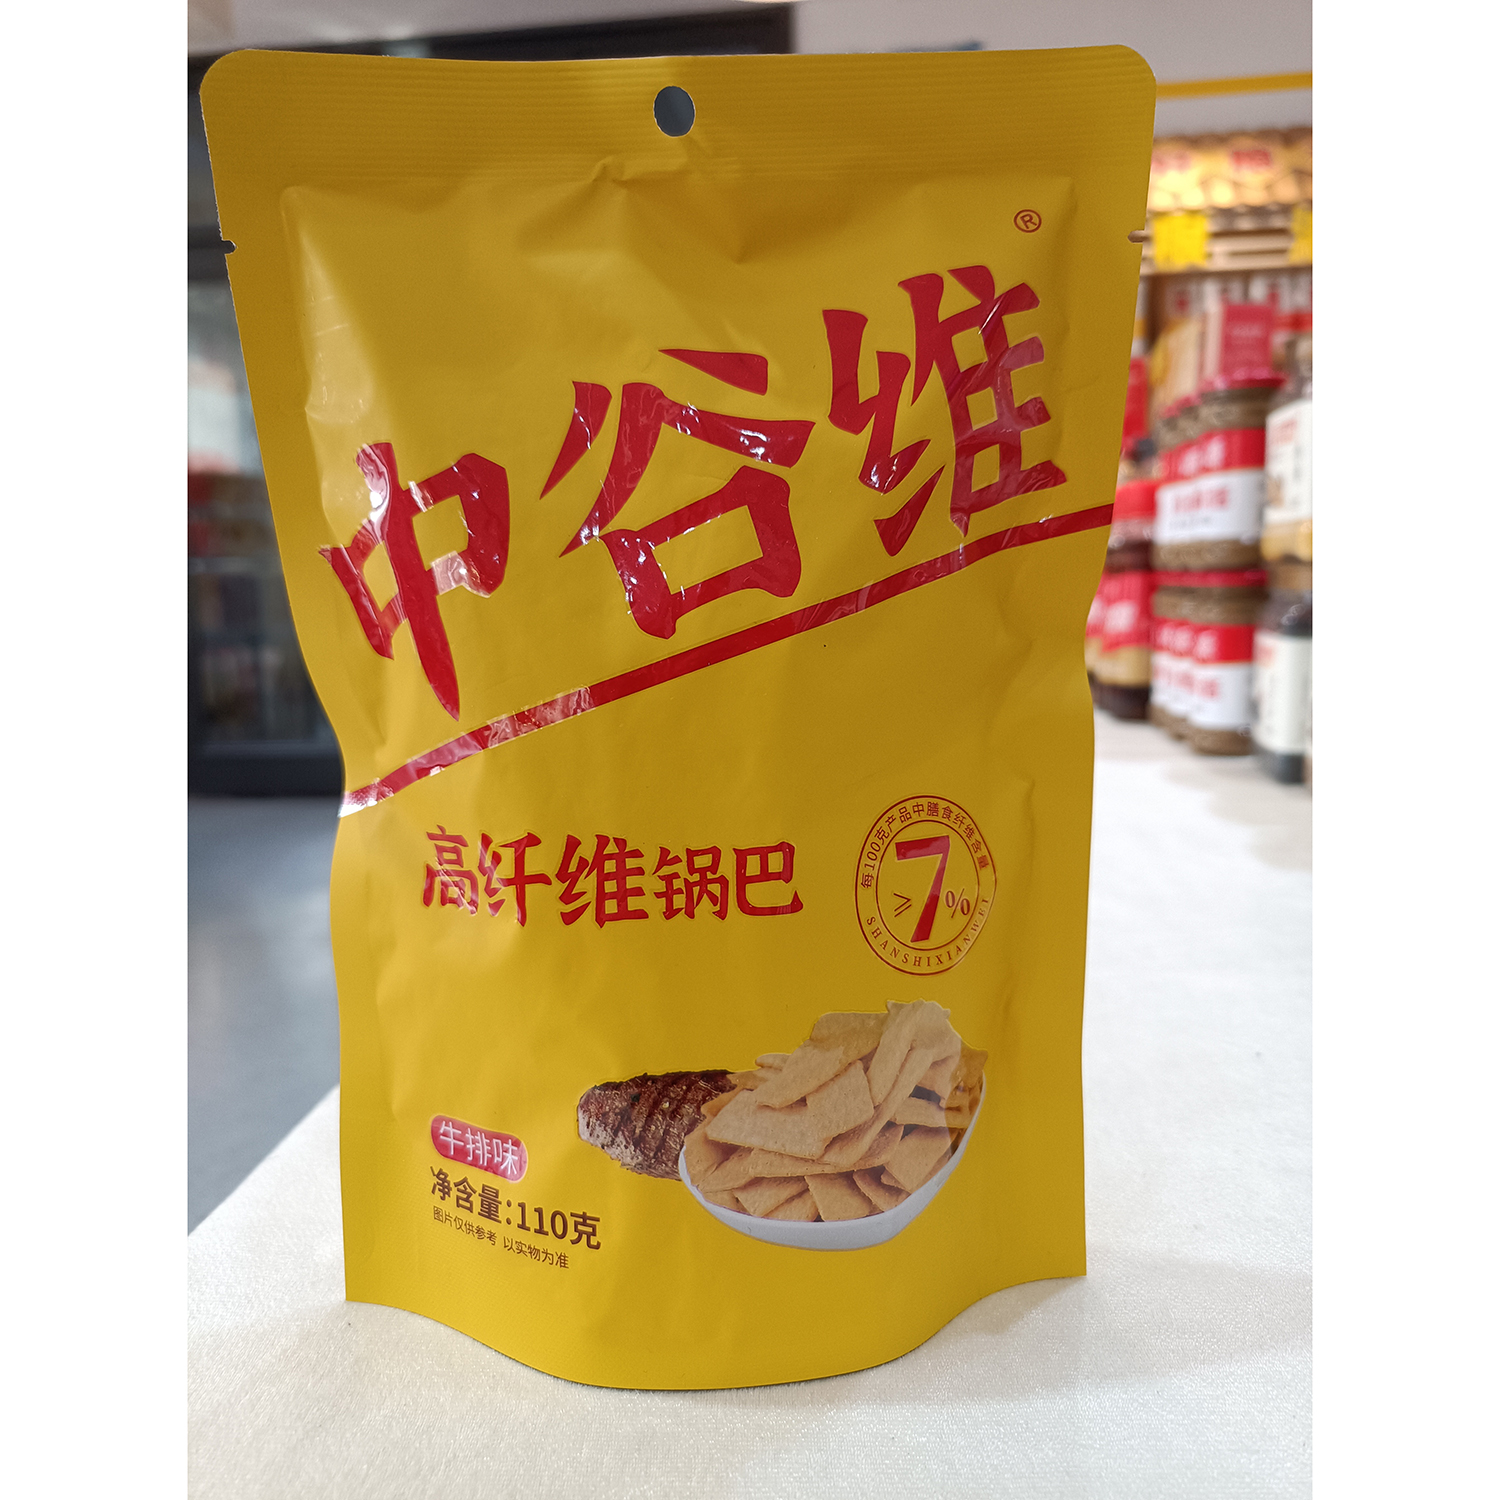 ®
中谷维
高纤维锅巴
每100克产品中膳食纤维含量
≥7%
SHANSHIXIANWEI
牛排味
净含量:110克
图片仅供参考 以实物为准